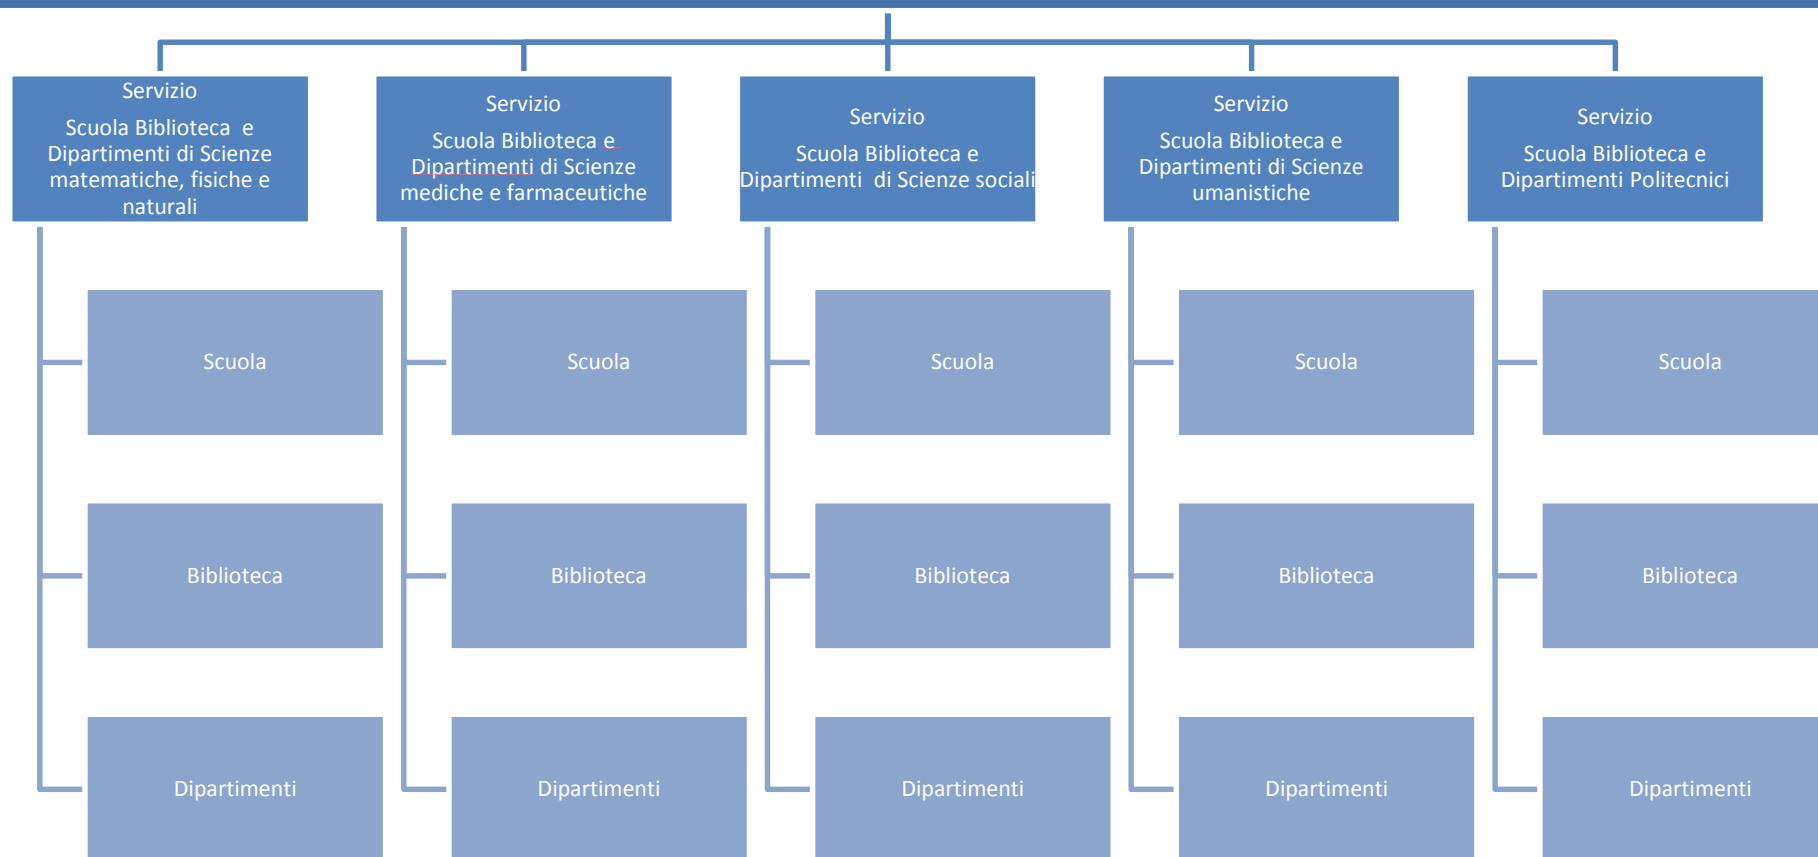 Servizio
Scuola Biblioteca e
Dipartimenti di Scienze
matematiche, fisiche e
naturali
Servizio
Scuola Biblioteca e
Dipartimenti di Scienze
mediche e farmaceutiche
Servizio
Scuola Biblioteca e
Dipartimenti di Scienze sociali
Servizio
Scuola Biblioteca e
Dipartimenti di Scienze
umanistiche
Servizio
Scuola Biblioteca e
Dipartimenti Politecnici
Scuola
Scuola
Scuola
Scuola
Scuola
Biblioteca
Biblioteca
Biblioteca
Biblioteca
Biblioteca
Dipartimenti
Dipartimenti
Dipartimenti
Dipartimenti
Dipartimenti